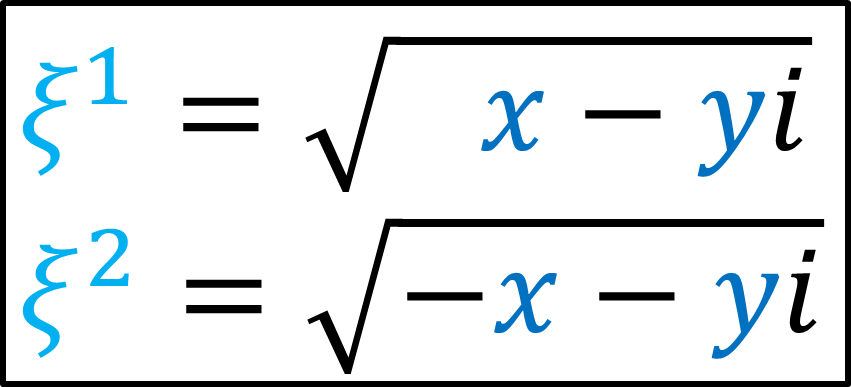 ξ¹ = √(x − yi)
ξ² = √(−x − yi)